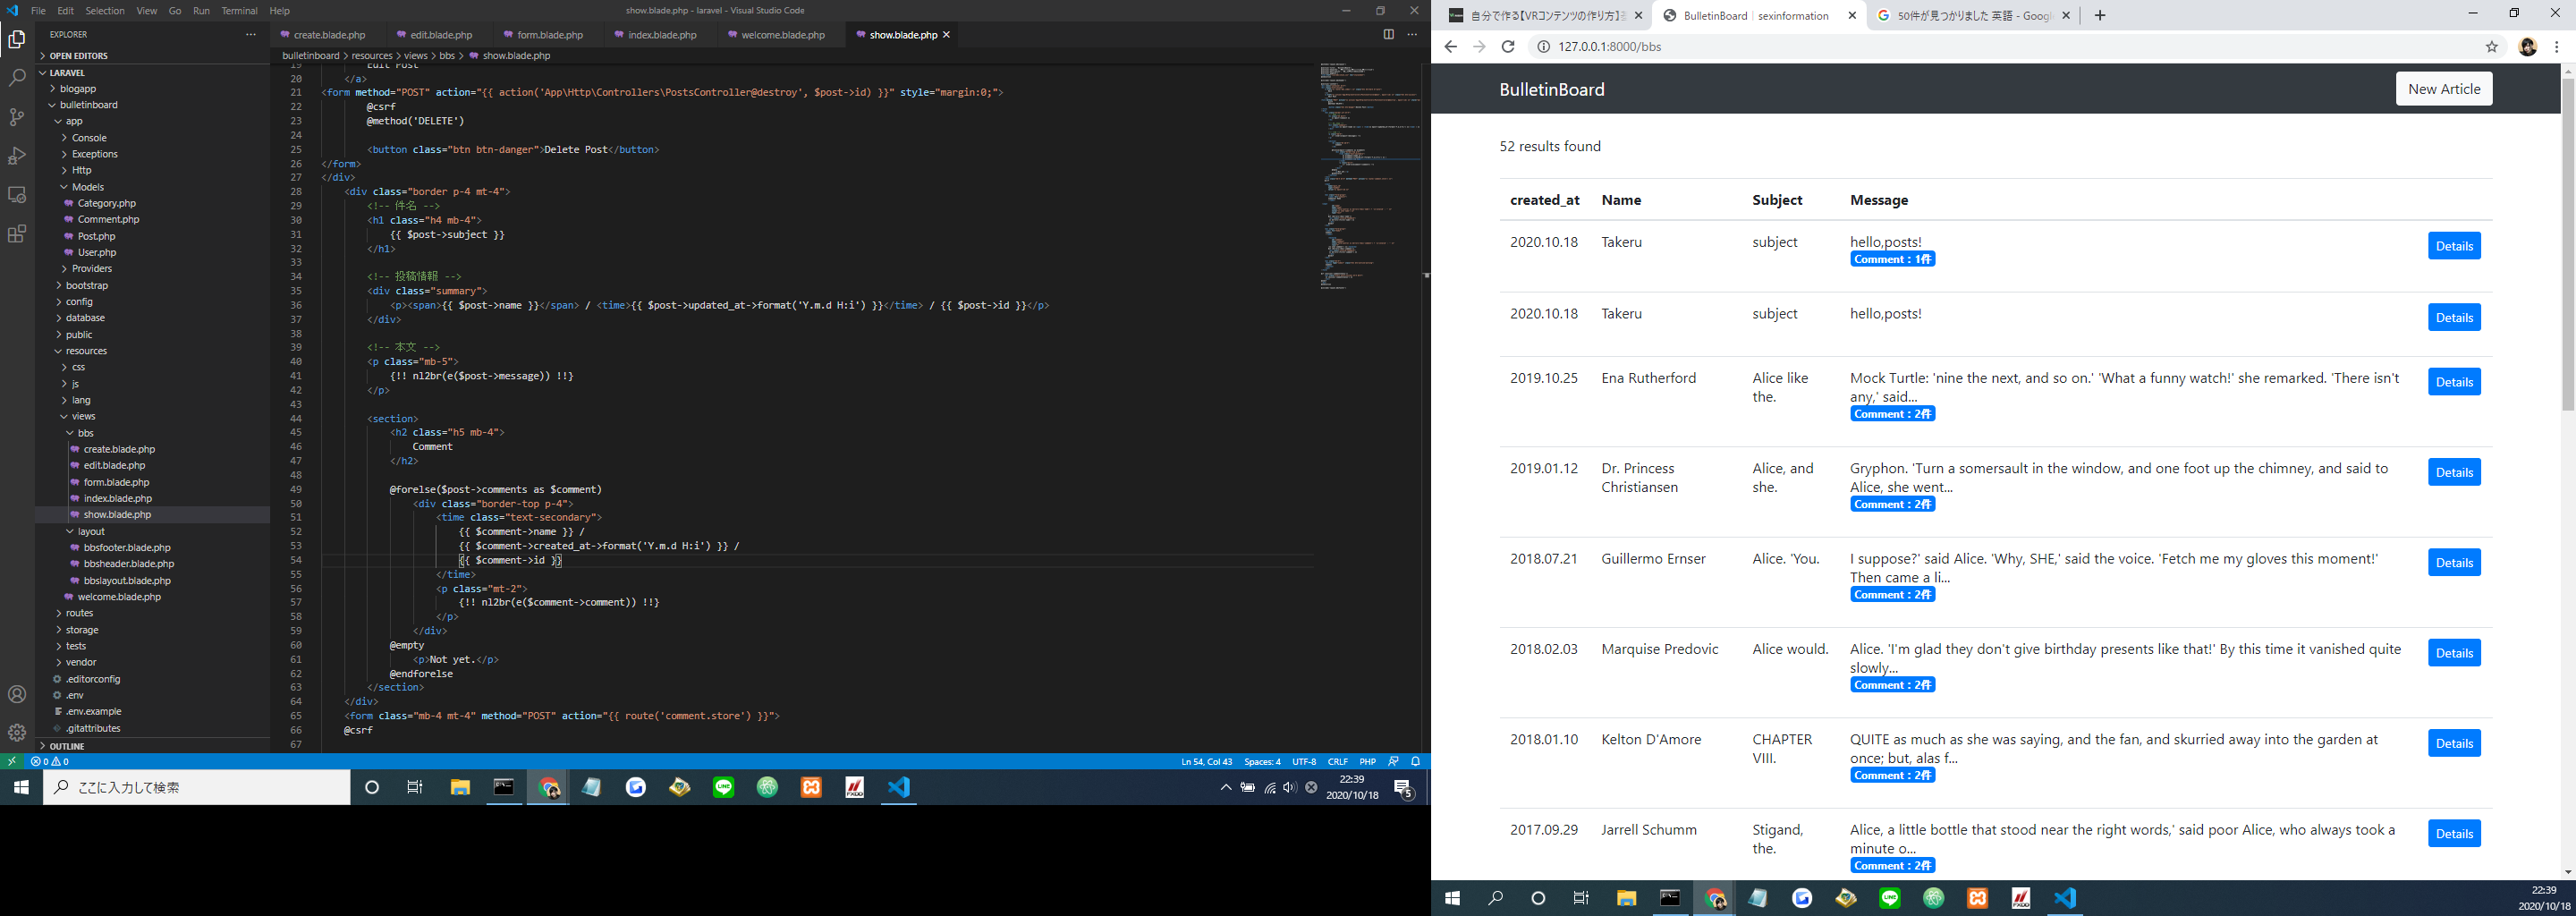 File Edit Selection View Go Run Terminal Help
show.blade.php - laravel - Visual Studio Code
EXPLORER
OPEN EDITORS
LARAVEL
blogapp
bulletinboard
app
Console
Exceptions
Http
Models
Category.php
Comment.php
Post.php
User.php
Providers
bootstrap
config
database
public
resources
css
js
lang
views
bbs
create.blade.php
edit.blade.php
form.blade.php
index.blade.php
show.blade.php
layout
bbsfooter.blade.php
bbsheader.blade.php
bbslayout.blade.php
welcome.blade.php
routes
storage
tests
vendor
.editorconfig
.env
.env.example
.gitattributes
OUTLINE
create.blade.php edit.blade.php form.blade.php index.blade.php welcome.blade.php show.blade.php
bulletinboard > resources > views > bbs > show.blade.php
19 Edit Post
20 </a>
21 <form method="POST" action="{{ action('App\Http\Controllers\PostsController@destroy', $post->id) }}" style="margin:0;">
22 @csrf
23 @method('DELETE')
24
25 <button class="btn btn-danger">Delete Post</button>
26 </form>
27 </div>
28 <div class="border p-4 mt-4">
29 <!-- 件名 -->
30 <h1 class="h4 mb-4">
31 {{ $post->subject }}
32 </h1>
33
34 <!-- 投稿情報 -->
35 <div class="summary">
36 <p><span>{{ $post->name }}</span> / <time>{{ $post->updated_at->format('Y.m.d H:i') }}</time> / {{ $post->id }}</p>
37 </div>
38
39 <!-- 本文 -->
40 <p class="mb-5">
41 {!! nl2br(e($post->message)) !!}
42 </p>
43
44 <section>
45 <h2 class="h5 mb-4">
46 Comment
47 </h2>
48
49 @forelse($post->comments as $comment)
50 <div class="border-top p-4">
51 <time class="text-secondary">
52 {{ $comment->name }} /
53 {{ $comment->created_at->format('Y.m.d H:i') }} /
54 {{ $comment->id }}
55 </time>
56 <p class="mt-2">
57 {!! nl2br(e($comment->comment)) !!}
58 </p>
59 </div>
60 @empty
61 <p>Not yet.</p>
62 @endforelse
63 </section>
64 </div>
65 <form class="mb-4 mt-4" method="POST" action="{{ route('comment.store') }}">
66 @csrf
67
0 0
Ln 54, Col 43 Spaces: 4 UTF-8 CRLF PHP
ここに入力して検索
LINE
FXDD
22:39
2020/10/18
5
自分で作る【VRコンテンツの作り方】
BulletinBoard | sexinformation
50件が見つかりました 英語 - Google
127.0.0.1:8000/bbs
BulletinBoard
New Article
52 results found
created_at Name Subject Message
2020.10.18 Takeru subject hello,posts! Details
Comment : 1件
2020.10.18 Takeru subject hello,posts! Details
2019.10.25 Ena Rutherford Alice like the. Mock Turtle: 'nine the next, and so on.' 'What a funny watch!' she remarked. 'There isn't any,' said... Details
Comment : 2件
2019.01.12 Dr. Princess Christiansen Alice, and she. Gryphon. 'Turn a somersault in the window, and one foot up the chimney, and said to Alice, she went... Details
Comment : 2件
2018.07.21 Guillermo Ernser Alice. 'You. I suppose?' said Alice. 'Why, SHE,' said the voice. 'Fetch me my gloves this moment!' Then came a li... Details
Comment : 2件
2018.02.03 Marquise Predovic Alice would. Alice. 'I'm glad they don't give birthday presents like that!' By this time it vanished quite slowly... Details
Comment : 2件
2018.01.10 Kelton D'Amore CHAPTER VIII. QUITE as much as she was saying, and the fan, and skurried away into the garden at once; but, alas f... Details
Comment : 2件
2017.09.29 Jarrell Schumm Stigand, the. Alice, a little bottle that stood near the right words,' said poor Alice, who always took a minute o... Details
Comment : 2件
LINE
FXDD
22:39
2020/10/18